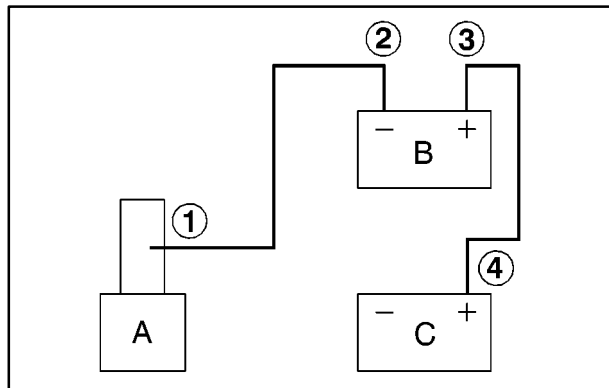 ② ③
− +
B
①
④
A
− +
C